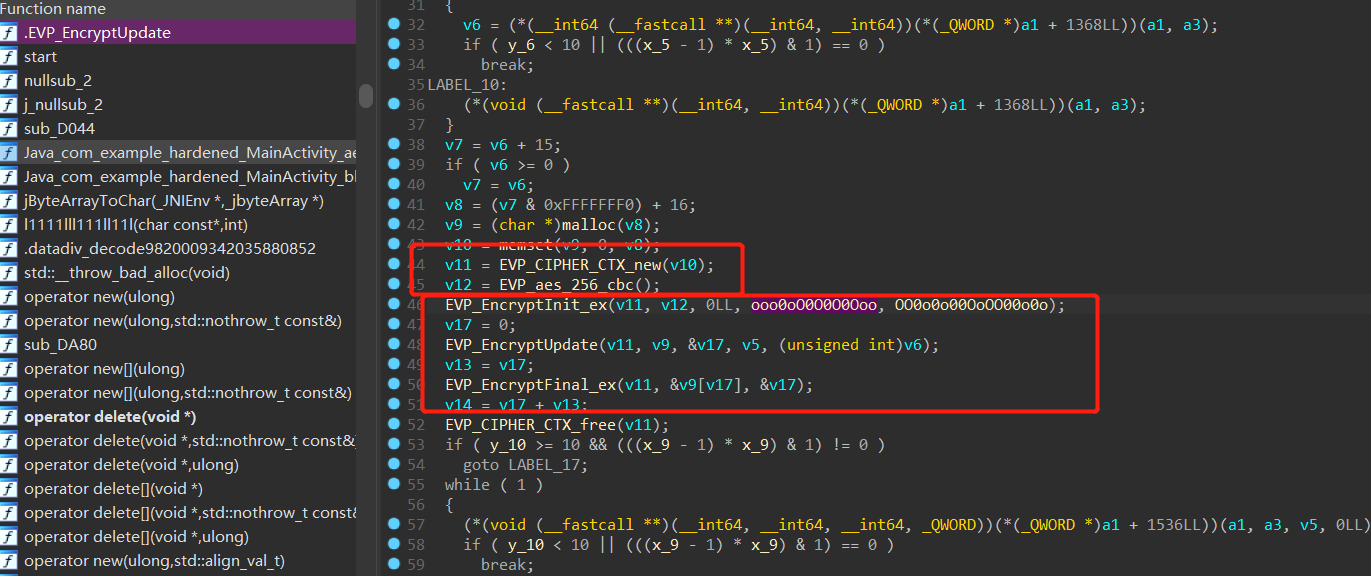 Function name
f .EVP_EncryptUpdate
f start
f nullsub_2
f j_nullsub_2
f sub_D044
f Java_com_example_hardened_MainActivity_ae
f Java_com_example_hardened_MainActivity_bl
f jByteArrayToChar(_JNIEnv *,_jbyteArray *)
f
f .datadiv_decode9820009342035880852
f std::__throw_bad_alloc(void)
f operator new(ulong)
f operator new(ulong,std::nothrow_t const&)
f sub_DA80
f operator new[](ulong)
f operator new[](ulong,std::nothrow_t const&)
f operator delete(void *)
f operator delete(void *,std::nothrow_t const&
f operator delete(void *,ulong)
f operator delete[](void *)
f operator delete[](void *,std::nothrow_t const&
f operator delete[](void *,ulong)
f operator new(ulong,std::align_val_t)
31 {
32 v6 = (*(__int64 (__fastcall **)(__int64, __int64))(*(_QWORD *)a1 + 1368LL))(a1, a3);
33 if ( y_6 < 10 || (((x_5 - 1) * x_5) & 1) == 0 )
34 break;
35 LABEL_10:
36 (*(void (__fastcall **)(__int64, __int64))(*(_QWORD *)a1 + 1368LL))(a1, a3);
37 }
38 v7 = v6 + 15;
39 if ( v6 >= 0 )
40 v7 = v6;
41 v8 = (v7 & 0xFFFFFFF0) + 16;
42 v9 = (char *)malloc(v8);
43 v10 = memset(v9, 0, v8);
44 v11 = EVP_CIPHER_CTX_new(v10);
45 v12 = EVP_aes_256_cbc();
46 EVP_EncryptInit_ex(v11, v12, 0LL,
47 v17 = 0;
48 EVP_EncryptUpdate(v11, v9, &v17, v5, (unsigned int)v6);
49 v13 = v17;
50 EVP_EncryptFinal_ex(v11, &v9[v17], &v17);
51 v14 = v17 + v13;
52 EVP_CIPHER_CTX_free(v11);
53 if ( y_10 >= 10 && (((x_9 - 1) * x_9) & 1) != 0 )
54 goto LABEL_17;
55 while ( 1 )
56 {
57 (*(void (__fastcall **)(__int64, __int64, __int64, _QWORD))(*(_QWORD *)a1 + 1536LL))(a1, a3, v5, 0LL)
58 if ( y_10 < 10 || (((x_9 - 1) * x_9) & 1) == 0 )
59 break;